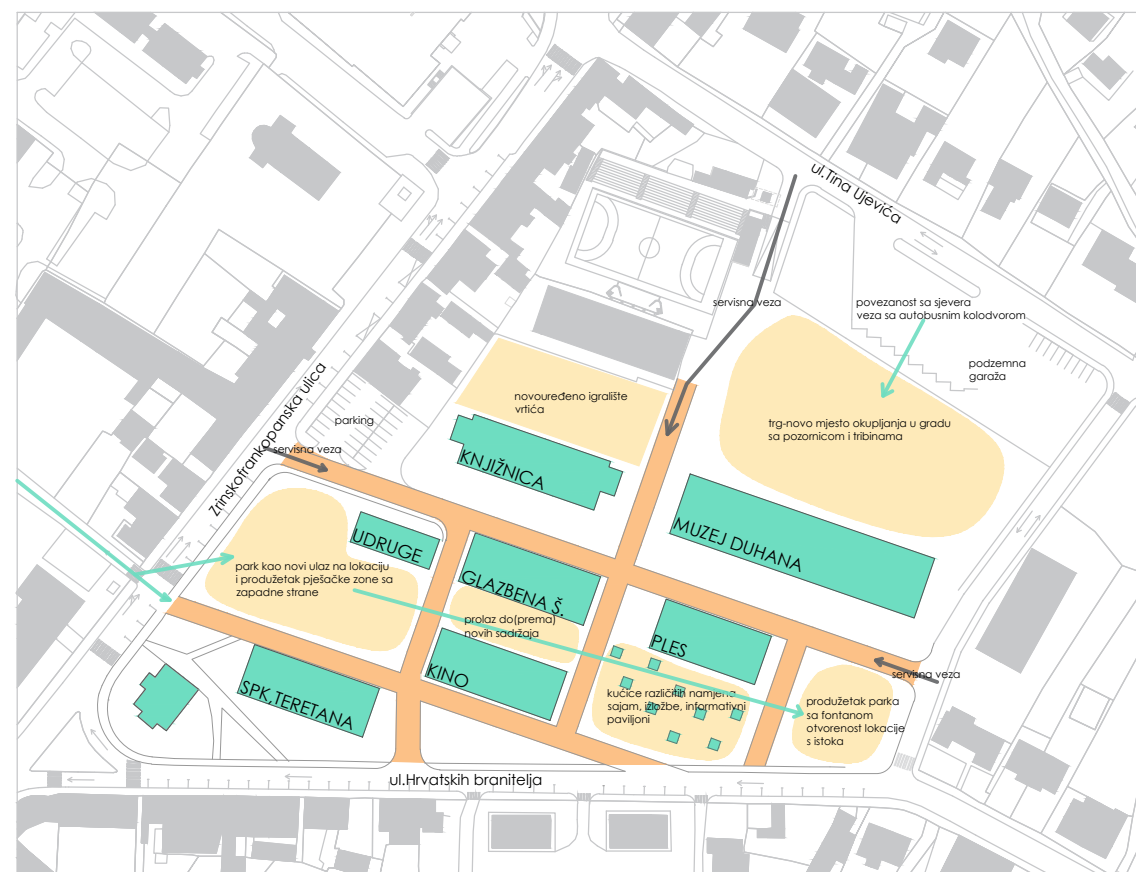 ul.Tina Ujevića
servisna veza
povezanost sa sjevera
veza sa autobusnim kolodvorom
podzemna
garaža
Zrinskofrankopanska ulica
novouređeno igralište
vrtića
parking
trg-novo mjesto okupljanja u gradu
sa pozornicom i tribinama
servisna veza
KNJIŽNICA
MUZEJ DUHANA
UDRUGE
park kao novi ulaz na lokaciju
i produžetak pješačke zone sa
zapadne strane
GLAZBENA Š.
prolaz do(prema)
novih sadržaja
PLES
KINO
SPK,TERETANA
kućice različitih namjena
sajam, izložbe, informativni
paviljoni
servisna veza
produžetak parka
sa fontanom
otvorenost lokacije
s istoka
ul.Hrvatskih branitelja